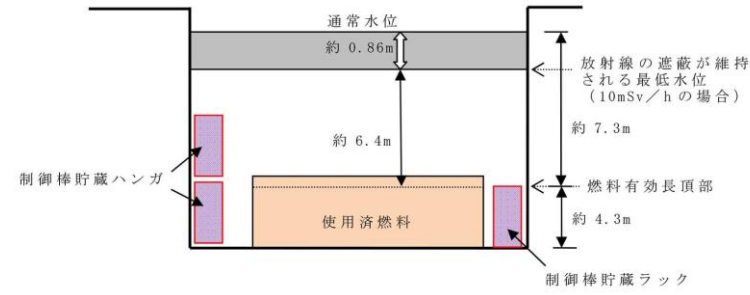 通常水位
約 0.86m
放射線の遮蔽が維持
される最低水位
（10mSv／h の場合）
約 7.3m
約 6.4m
制御棒貯蔵ハンガ
燃料有効長頂部
使用済燃料
約 4.3m
制御棒貯蔵ラック